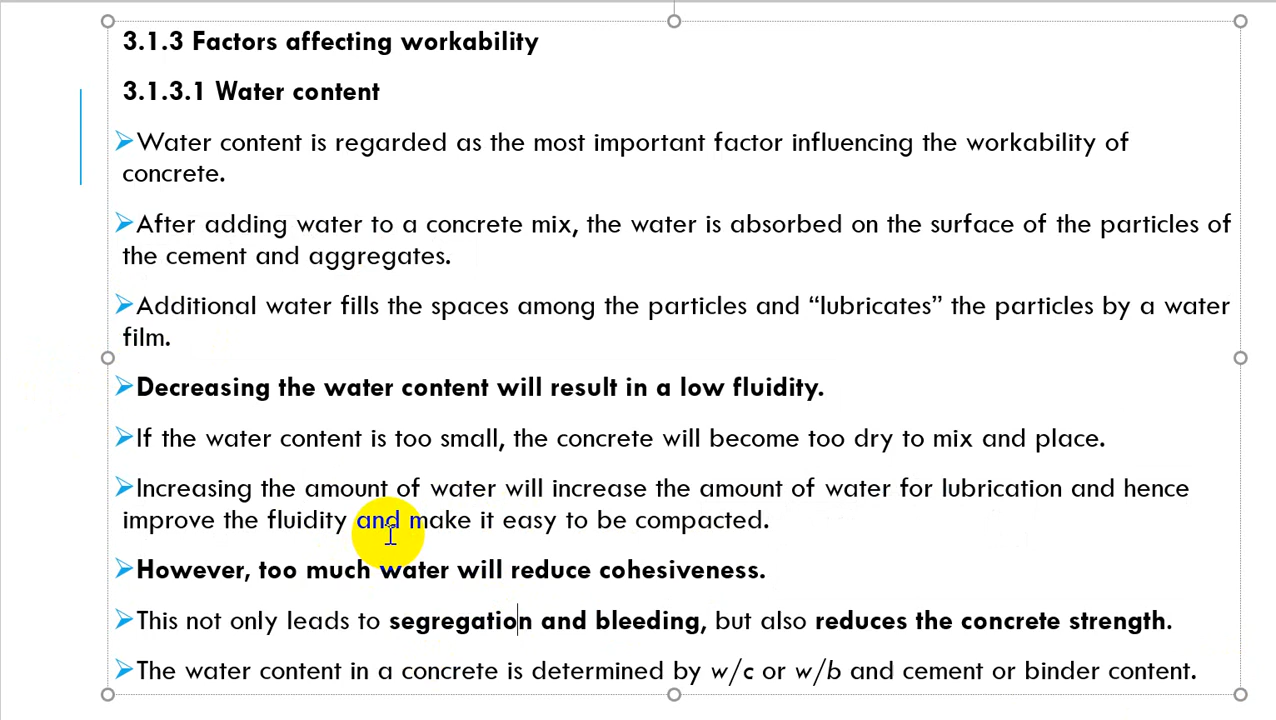 3.1.3 Factors affecting workability
3.1.3.1 Water content
➢Water content is regarded as the most important factor influencing the workability of
concrete.
➢After adding water to a concrete mix, the water is absorbed on the surface of the particles of
the cement and aggregates.
➢Additional water fills the spaces among the particles and “lubricates” the particles by a water
film.
➢Decreasing the water content will result in a low fluidity.
➢If the water content is too small, the concrete will become too dry to mix and place.
➢Increasing the amount of water will increase the amount of water for lubrication and hence
improve the fluidity and make it easy to be compacted.
➢However, too much water will reduce cohesiveness.
➢This not only leads to segregation and bleeding, but also reduces the concrete strength.
➢The water content in a concrete is determined by w/c or w/b and cement or binder content.